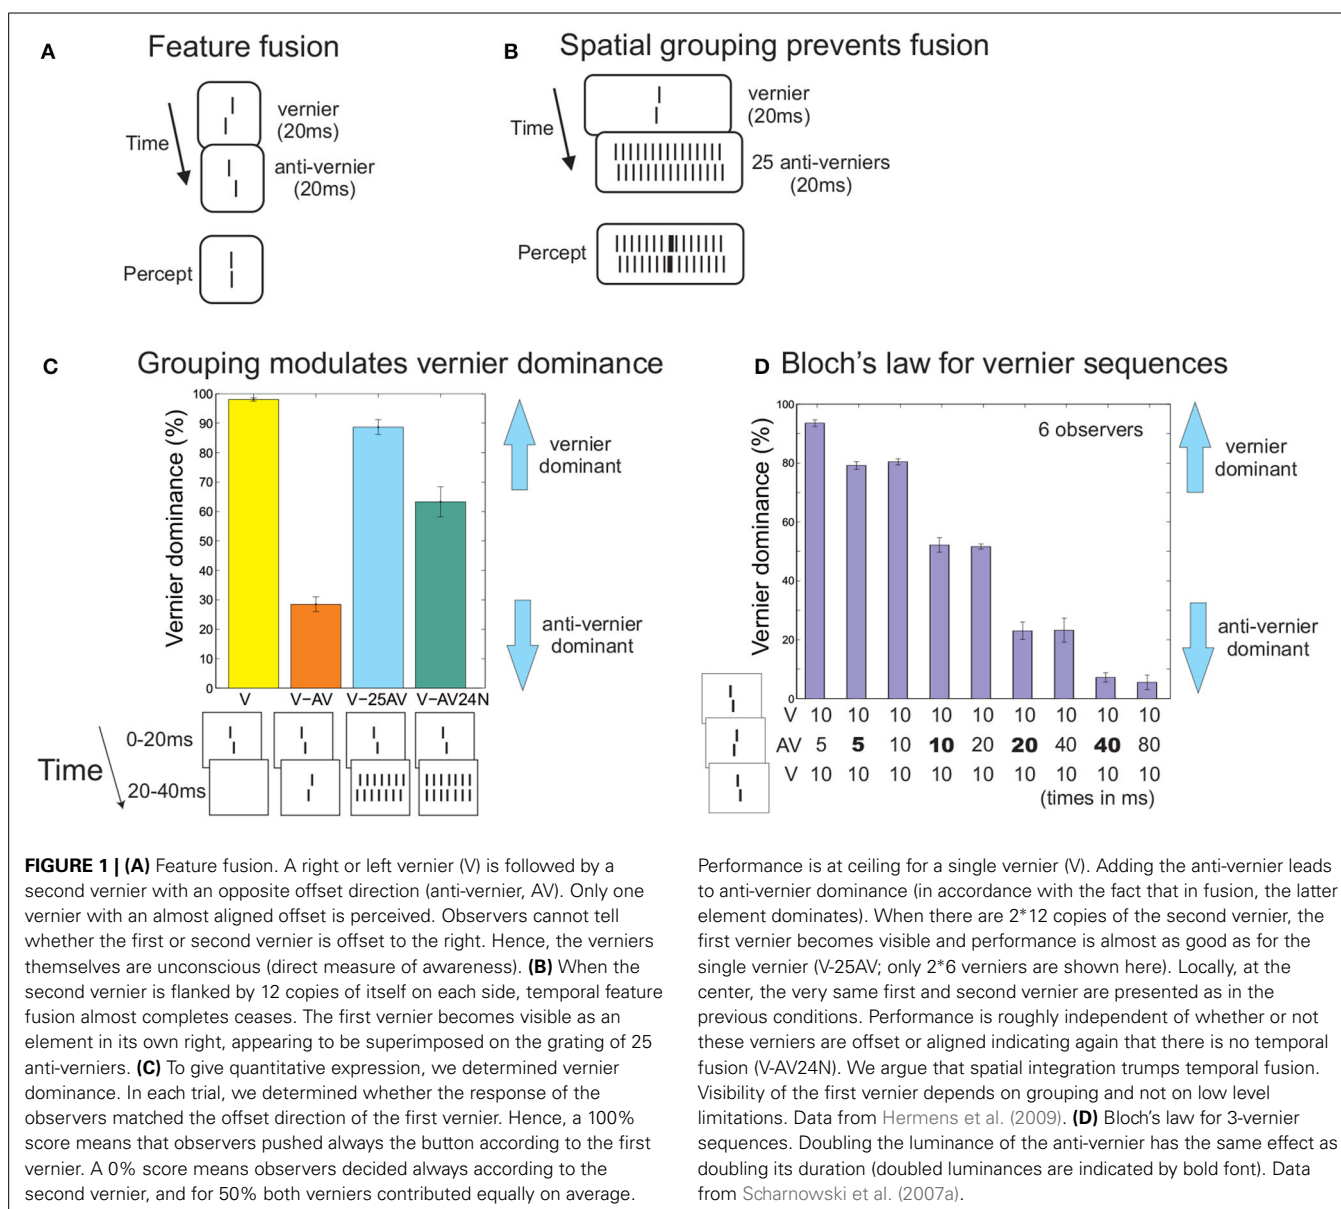 A
Feature fusion
Time
vernier
(20ms)
anti-vernier
(20ms)
Percept
B
Spatial grouping prevents fusion
Time
vernier
(20ms)
25 anti-verniers
(20ms)
Percept
C
Grouping modulates vernier dominance
Vernier dominance (%)
100
90
80
70
60
50
40
30
20
10
0
V
V−AV
V−25AV
V−AV24N
vernier
dominant
anti-vernier
dominant
Time
0-20ms
20-40ms
D Bloch's law for vernier sequences
Vernier dominance (%)
100
80
60
40
20
0
6 observers
vernier
dominant
anti-vernier
dominant
V 10 10 10 10 10 10 10 10 10
AV 5 5 10 10 20 20 40 40 80
V 10 10 10 10 10 10 10 10 10
(times in ms)
FIGURE 1 | (A) Feature fusion. A right or left vernier (V) is followed by a
second vernier with an opposite offset direction (anti-vernier, AV). Only one
vernier with an almost aligned offset is perceived. Observers cannot tell
whether the first or second vernier is offset to the right. Hence, the verniers
themselves are unconscious (direct measure of awareness). (B) When the
second vernier is flanked by 12 copies of itself on each side, temporal feature
fusion almost completes ceases. The first vernier becomes visible as an
element in its own right, appearing to be superimposed on the grating of 25
anti-verniers. (C) To give quantitative expression, we determined vernier
dominance. In each trial, we determined whether the response of the
observers matched the offset direction of the first vernier. Hence, a 100%
score means that observers pushed always the button according to the first
vernier. A 0% score means observers decided always according to the
second vernier, and for 50% both verniers contributed equally on average.
Performance is at ceiling for a single vernier (V). Adding the anti-vernier leads
to anti-vernier dominance (in accordance with the fact that in fusion, the latter
element dominates). When there are 2*12 copies of the second vernier, the
first vernier becomes visible and performance is almost as good as for the
single vernier (V-25AV; only 2*6 verniers are shown here). Locally, at the
center, the very same first and second vernier are presented as in the
previous conditions. Performance is roughly independent of whether or not
these verniers are offset or aligned indicating again that there is no temporal
fusion (V-AV24N). We argue that spatial integration trumps temporal fusion.
Visibility of the first vernier depends on grouping and not on low level
limitations. Data from Hermens et al. (2009). (D) Bloch's law for 3-vernier
sequences. Doubling the luminance of the anti-vernier has the same effect as
doubling its duration (doubled luminances are indicated by bold font). Data
from Scharnowski et al. (2007a).